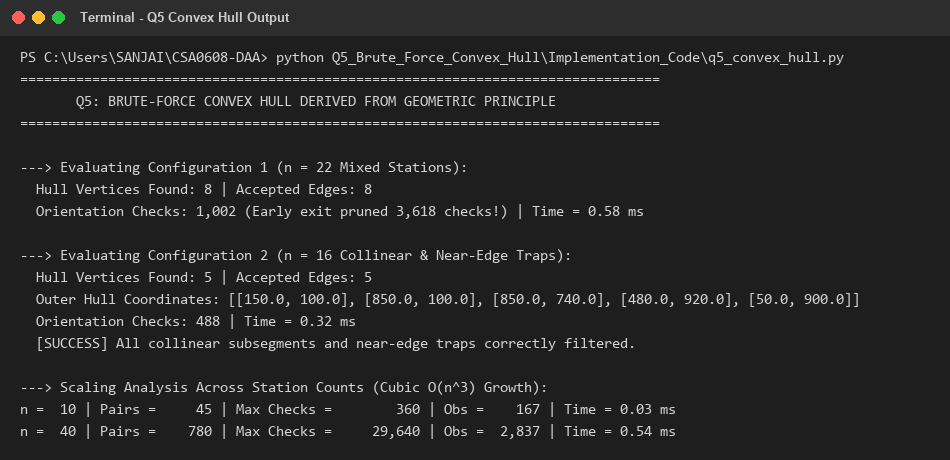 Terminal - Q5 Convex Hull Output
PS C:\Users\SANJAI\CSA0608-DAA> python Q5_Brute_Force_Convex_Hull\Implementation_Code\q5_convex_hull.py
================================================================================
Q5: BRUTE-FORCE CONVEX HULL DERIVED FROM GEOMETRIC PRINCIPLE
================================================================================
---> Evaluating Configuration 1 (n = 22 Mixed Stations):
Hull Vertices Found: 8 | Accepted Edges: 8
Orientation Checks: 1,002 (Early exit pruned 3,618 checks!) | Time = 0.58 ms
---> Evaluating Configuration 2 (n = 16 Collinear & Near-Edge Traps):
Hull Vertices Found: 5 | Accepted Edges: 5
Outer Hull Coordinates: [[150.0, 100.0], [850.0, 100.0], [850.0, 740.0], [480.0, 920.0], [50.0, 900.0]]
Orientation Checks: 488 | Time = 0.32 ms
[SUCCESS] All collinear subsegments and near-edge traps correctly filtered.
---> Scaling Analysis Across Station Counts (Cubic O(n^3) Growth):
n =  10 | Pairs =     45 | Max Checks =        360 | Obs =    167 | Time = 0.03 ms
n =  40 | Pairs =    780 | Max Checks =     29,640 | Obs =  2,837 | Time = 0.54 ms